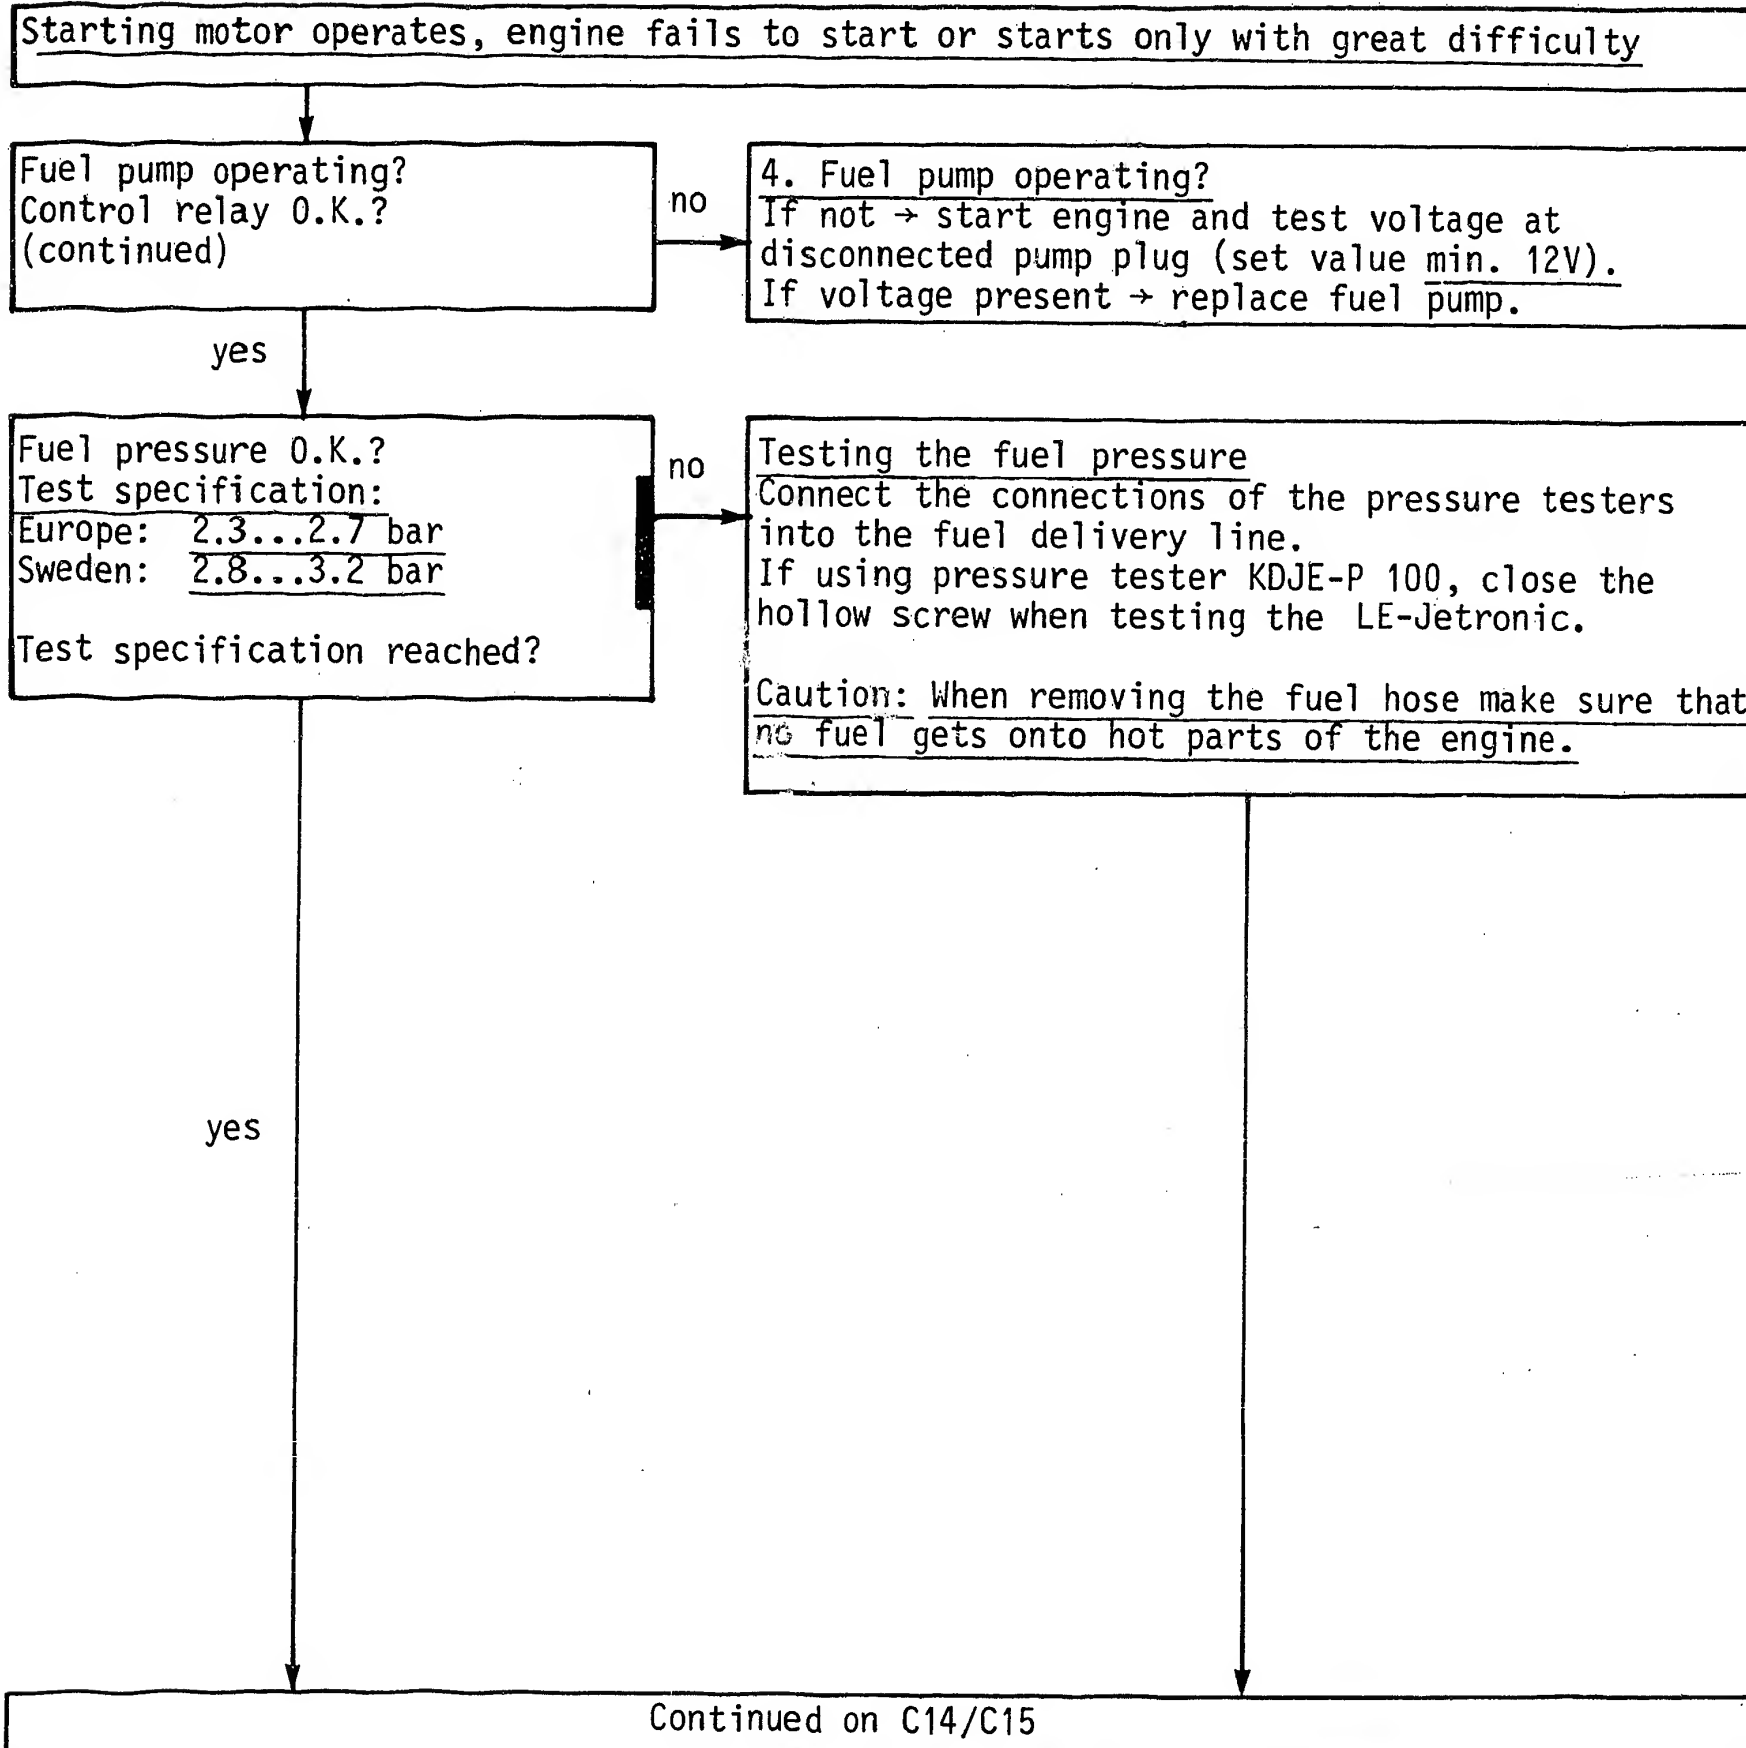 Starting motor operates, engine fails to start or starts only with great difficulty
Fuel pump operating?
Control relay O.K.?
(continued)
no
4. Fuel pump operating?
If not → start engine and test voltage at
disconnected pump plug (set value min. 12V).
If voltage present → replace fuel pump.
yes
Fuel pressure O.K.?
Test specification:
Europe: 2.3...2.7 bar
Sweden: 2.8...3.2 bar
Test specification reached?
no
Testing the fuel pressure
Connect the connections of the pressure testers
into the fuel delivery line.
If using pressure tester KDJE-P 100, close the
hollow screw when testing the LE-Jetronic.
Caution: When removing the fuel hose make sure that
no fuel gets onto hot parts of the engine.
yes
Continued on C14/C15